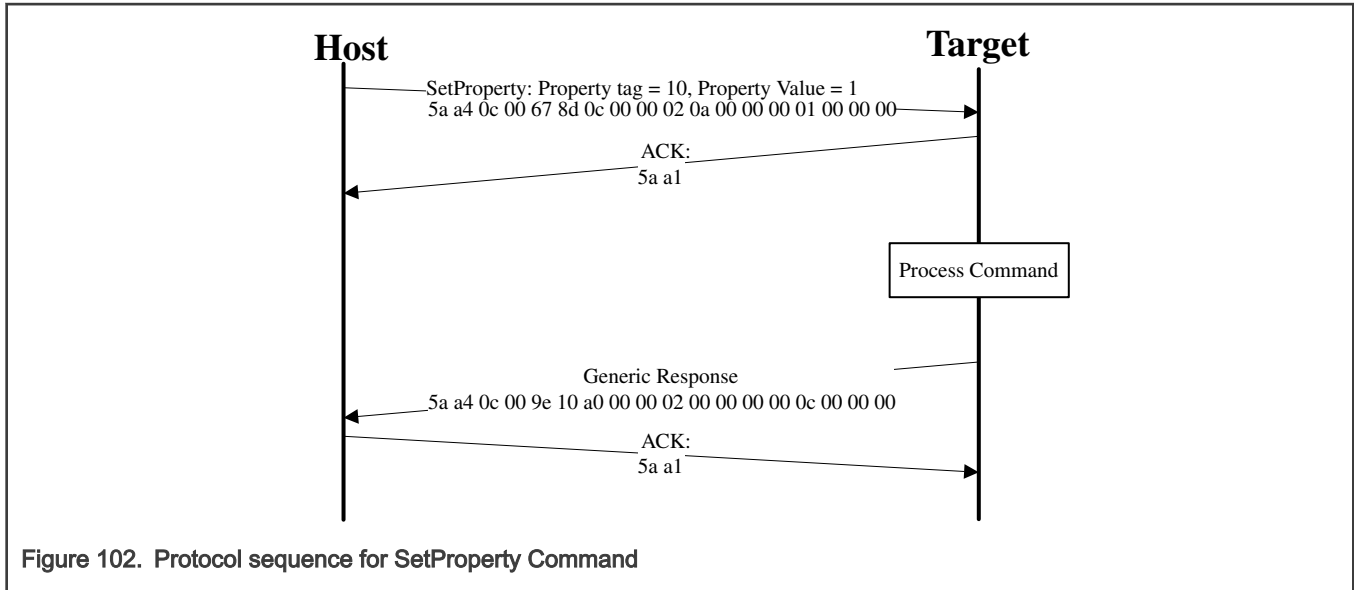 Host
Target
SetProperty: Property tag = 10, Property Value = 1
5a a4 0c 00 67 8d 0c 00 00 02 0a 00 00 00 01 00 00 00
ACK:
5a a1
Process Command
Generic Response
5a a4 0c 00 9e 10 a0 00 00 02 00 00 00 00 0c 00 00 00
ACK:
5a a1
Figure 102. Protocol sequence for SetProperty Command